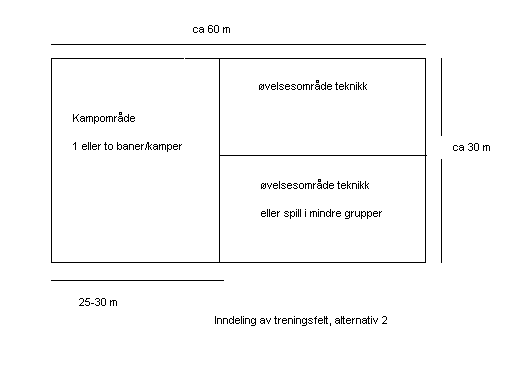 ca 60 m
øvelsesområde teknikk
Kampområde
1 eller to baner/kamper
ca 30 m
øvelsesområde teknikk
eller spill i mindre grupper
25-30 m
Inndeling av treningsfelt, alternativ 2